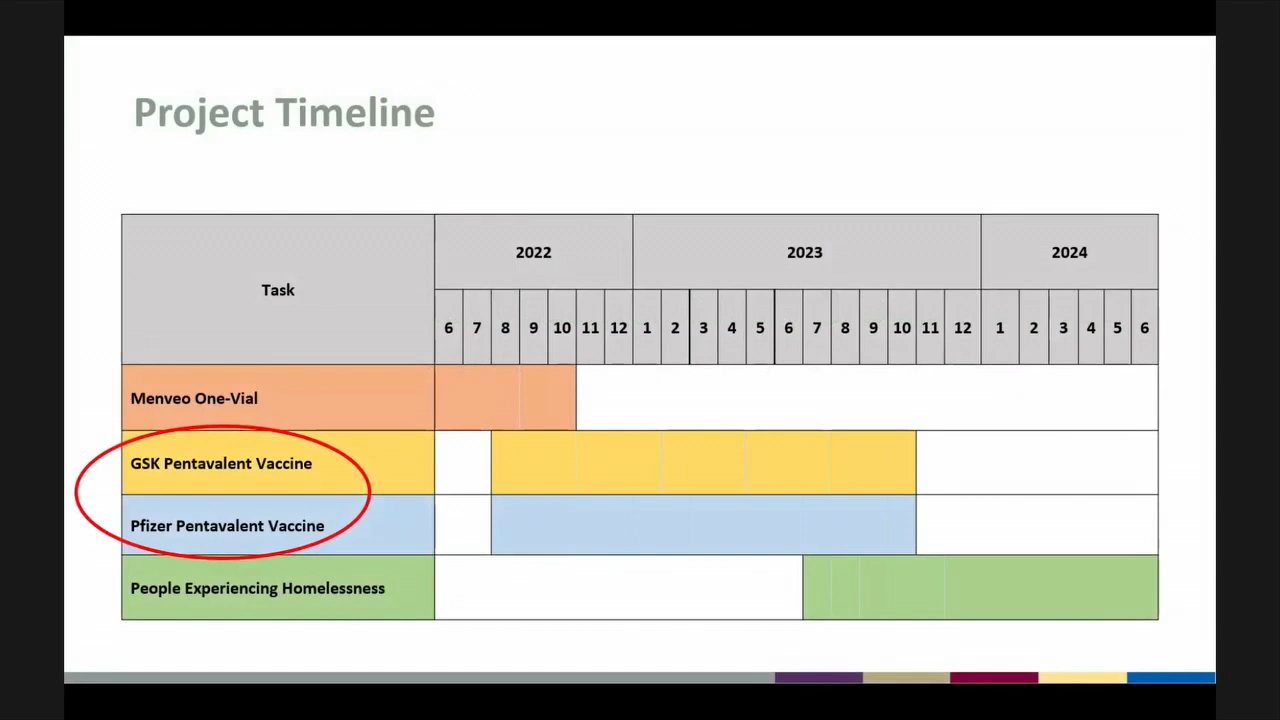 Project Timeline
Task
2022 2023 2024
6 7 8 9 10 11 12 1 2 3 4 5 6 7 8 9 10 11 12 1 2 3 4 5 6
Menveo One-Vial
GSK Pentavalent Vaccine
Pfizer Pentavalent Vaccine
People Experiencing Homelessness